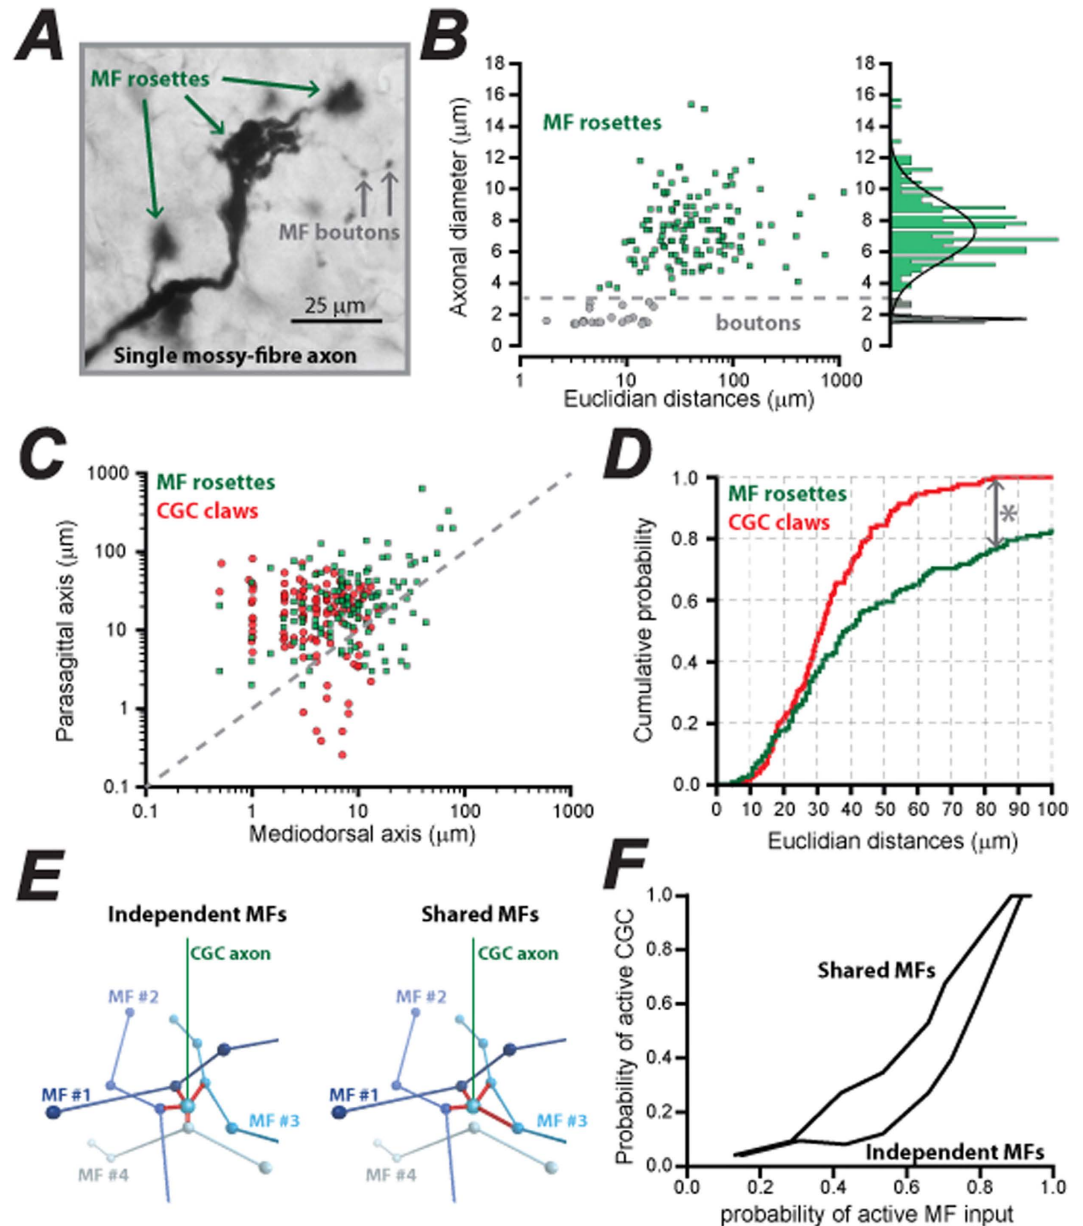 A
MF rosettes
MF boutons
25 μm
Single mossy-fibre axon
B
Axonal diameter (μm)
18
16
14
12
10
8
6
4
2
0
MF rosettes
boutons
1
10
100
1000
Euclidian distances (μm)
18
16
14
12
10
8
6
4
2
0
C
Parasagittal axis (μm)
1000
100
10
1
0.1
MF rosettes
CGC claws
0.1
1
10
100
1000
Mediodorsal axis (μm)
D
Cumulative probability
1.0
0.8
0.6
0.4
0.2
0.0
MF rosettes
CGC claws
*
0 10 20 30 40 50 60 70 80 90 100
Euclidian distances (μm)
E
Independent MFs
CGC axon
MF #2
MF #1
MF #3
MF #4
Shared MFs
CGC axon
MF #2
MF #1
MF #3
MF #4
F
Probability of active CGC
1.0
0.8
0.6
0.4
0.2
0.0
Shared MFs
Independent MFs
0.0 0.2 0.4 0.6 0.8 1.0
probability of active MF input